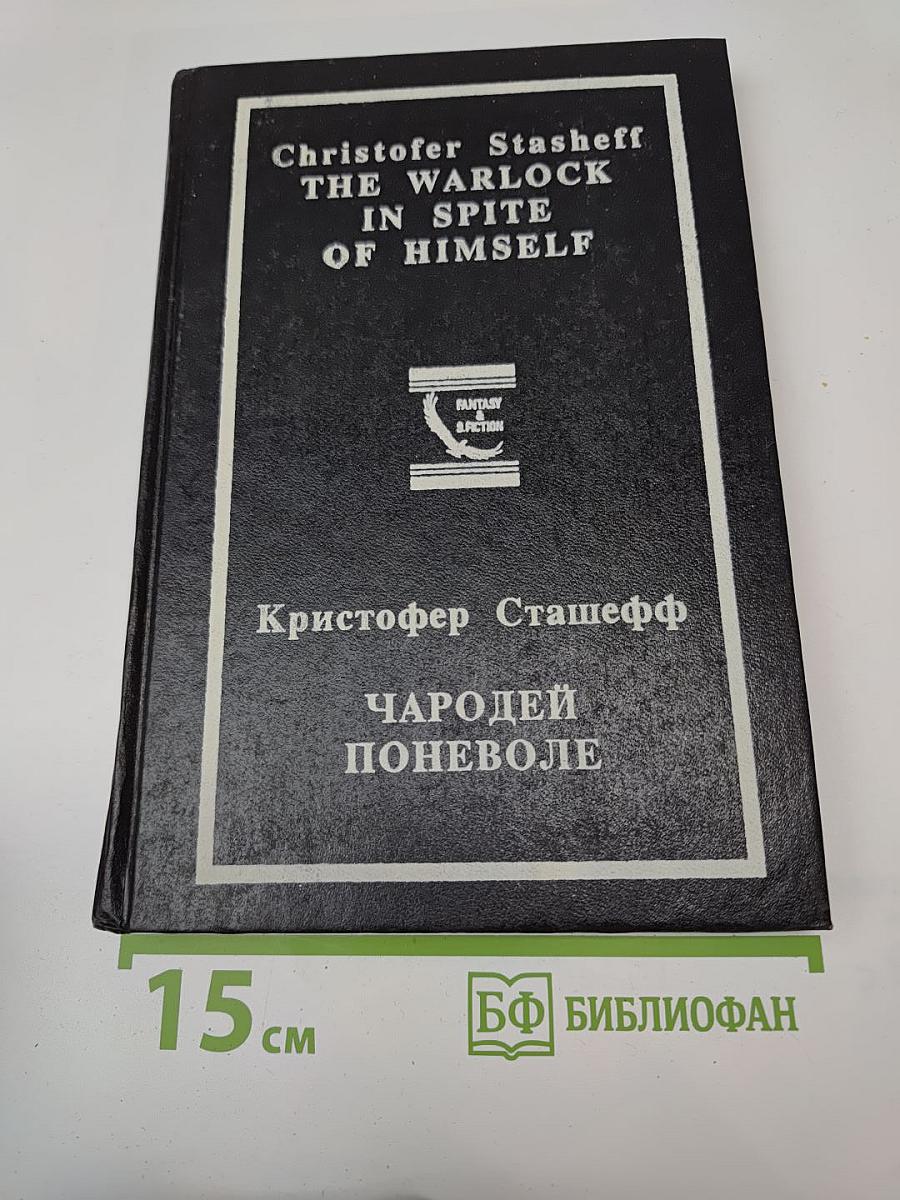 Christofer Stasheff
THE WARLOCK
IN SPITE
OF HIMSELF
FANTASY
&
S.FICTION
Кристофер Сташефф
ЧАРОДЕЙ
ПОНЕВОЛЕ
15 см
БФ БИБЛИОФАН